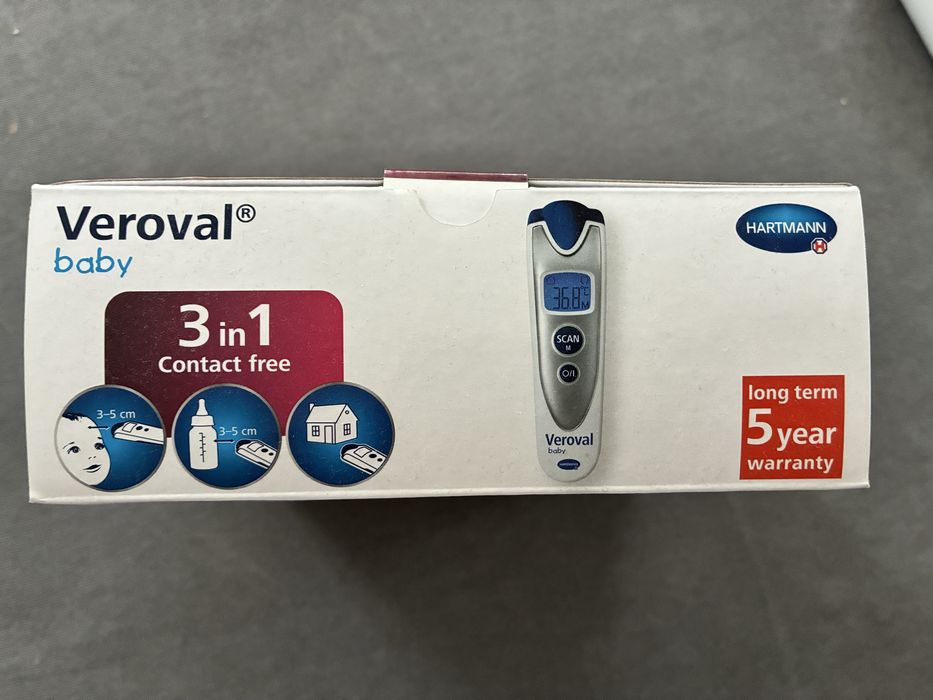 Veroval®
baby
HARTMANN
3 in 1
Contact free
3–5 cm
3–5 cm
36.8 °C
M
SCAN
M
O/I
Veroval
baby
HARTMANN
long term
5 year
warranty